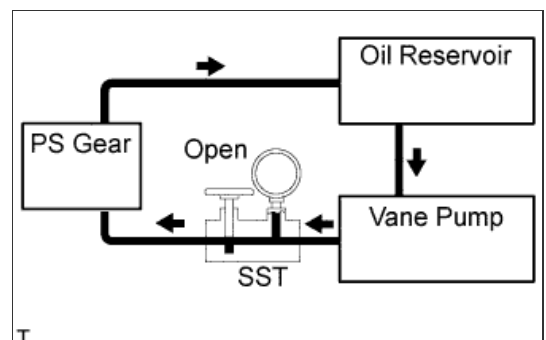 Oil Reservoir
PS Gear
Open
Vane Pump
SST
T